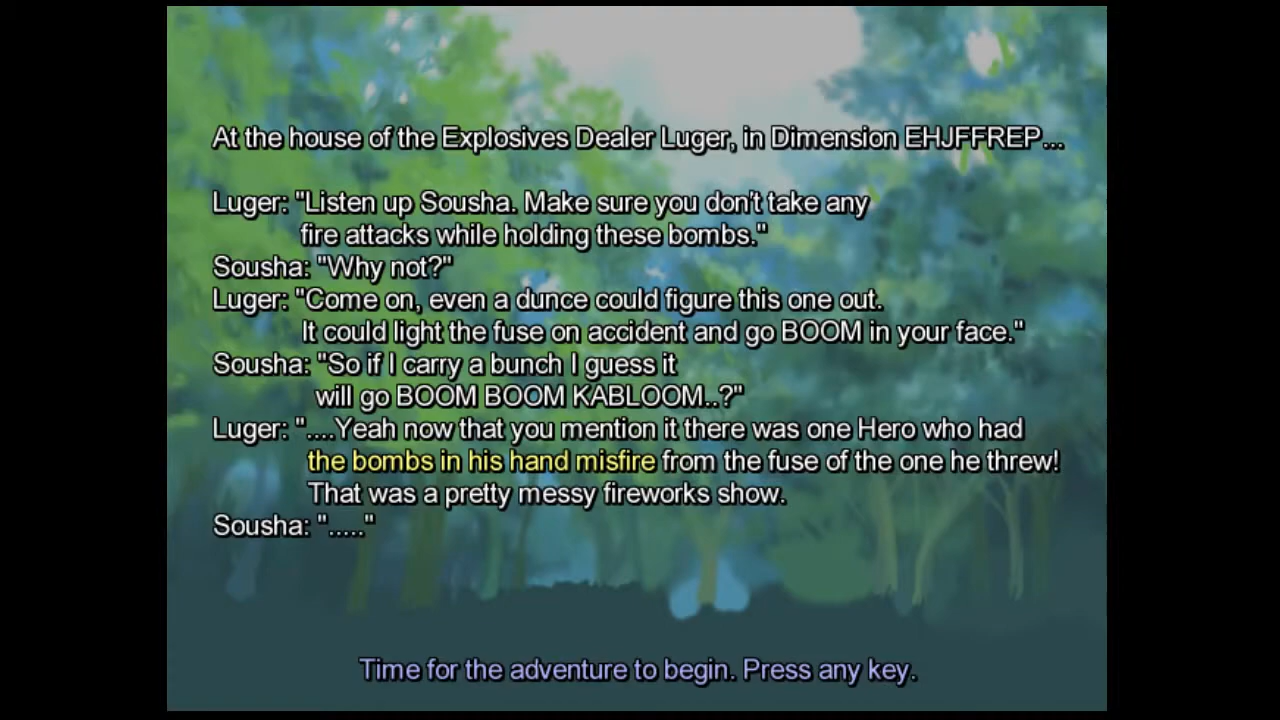 At the house of the Explosives Dealer Luger, in Dimension EHJFFREP...
Luger: "Listen up Sousha. Make sure you don't take any
fire attacks while holding these bombs."
Sousha: "Why not?"
Luger: "Come on, even a dunce could figure this one out.
It could light the fuse on accident and go BOOM in your face."
Sousha: "So if I carry a bunch I guess it
will go BOOM BOOM KABLOOM..?"
Luger: "....Yeah now that you mention it there was one Hero who had
the bombs in his hand misfire from the fuse of the one he threw!
That was a pretty messy fireworks show.
Sousha: "....."
Time for the adventure to begin. Press any key.